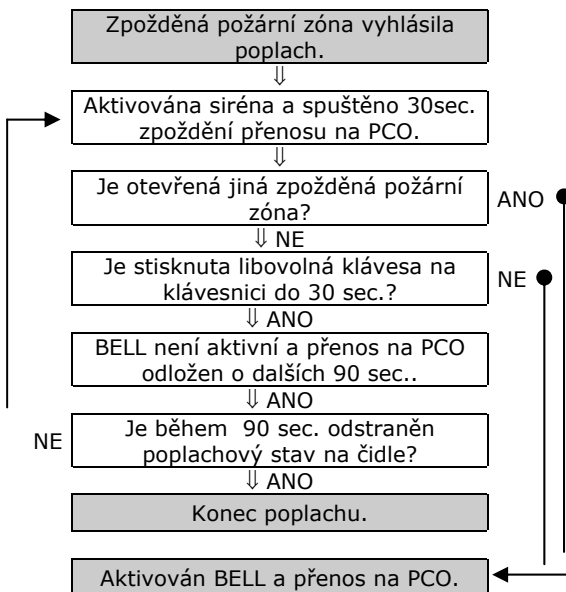 Zpožděná požární zóna vyhlásila
poplach.
⇓
Aktivována siréna a spuštěno 30sec.
zpoždění přenosu na PCO.
⇓
Je otevřená jiná zpožděná požární
zóna?
ANO
⇓ NE
Je stisknuta libovolná klávesa na
klávesnici do 30 sec.?
NE
⇓ ANO
BELL není aktivní a přenos na PCO
odložen o dalších 90 sec..
⇓ ANO
Je během  90 sec. odstraněn
poplachový stav na čidle?
NE
⇓ ANO
Konec poplachu.
Aktivován BELL a přenos na PCO.